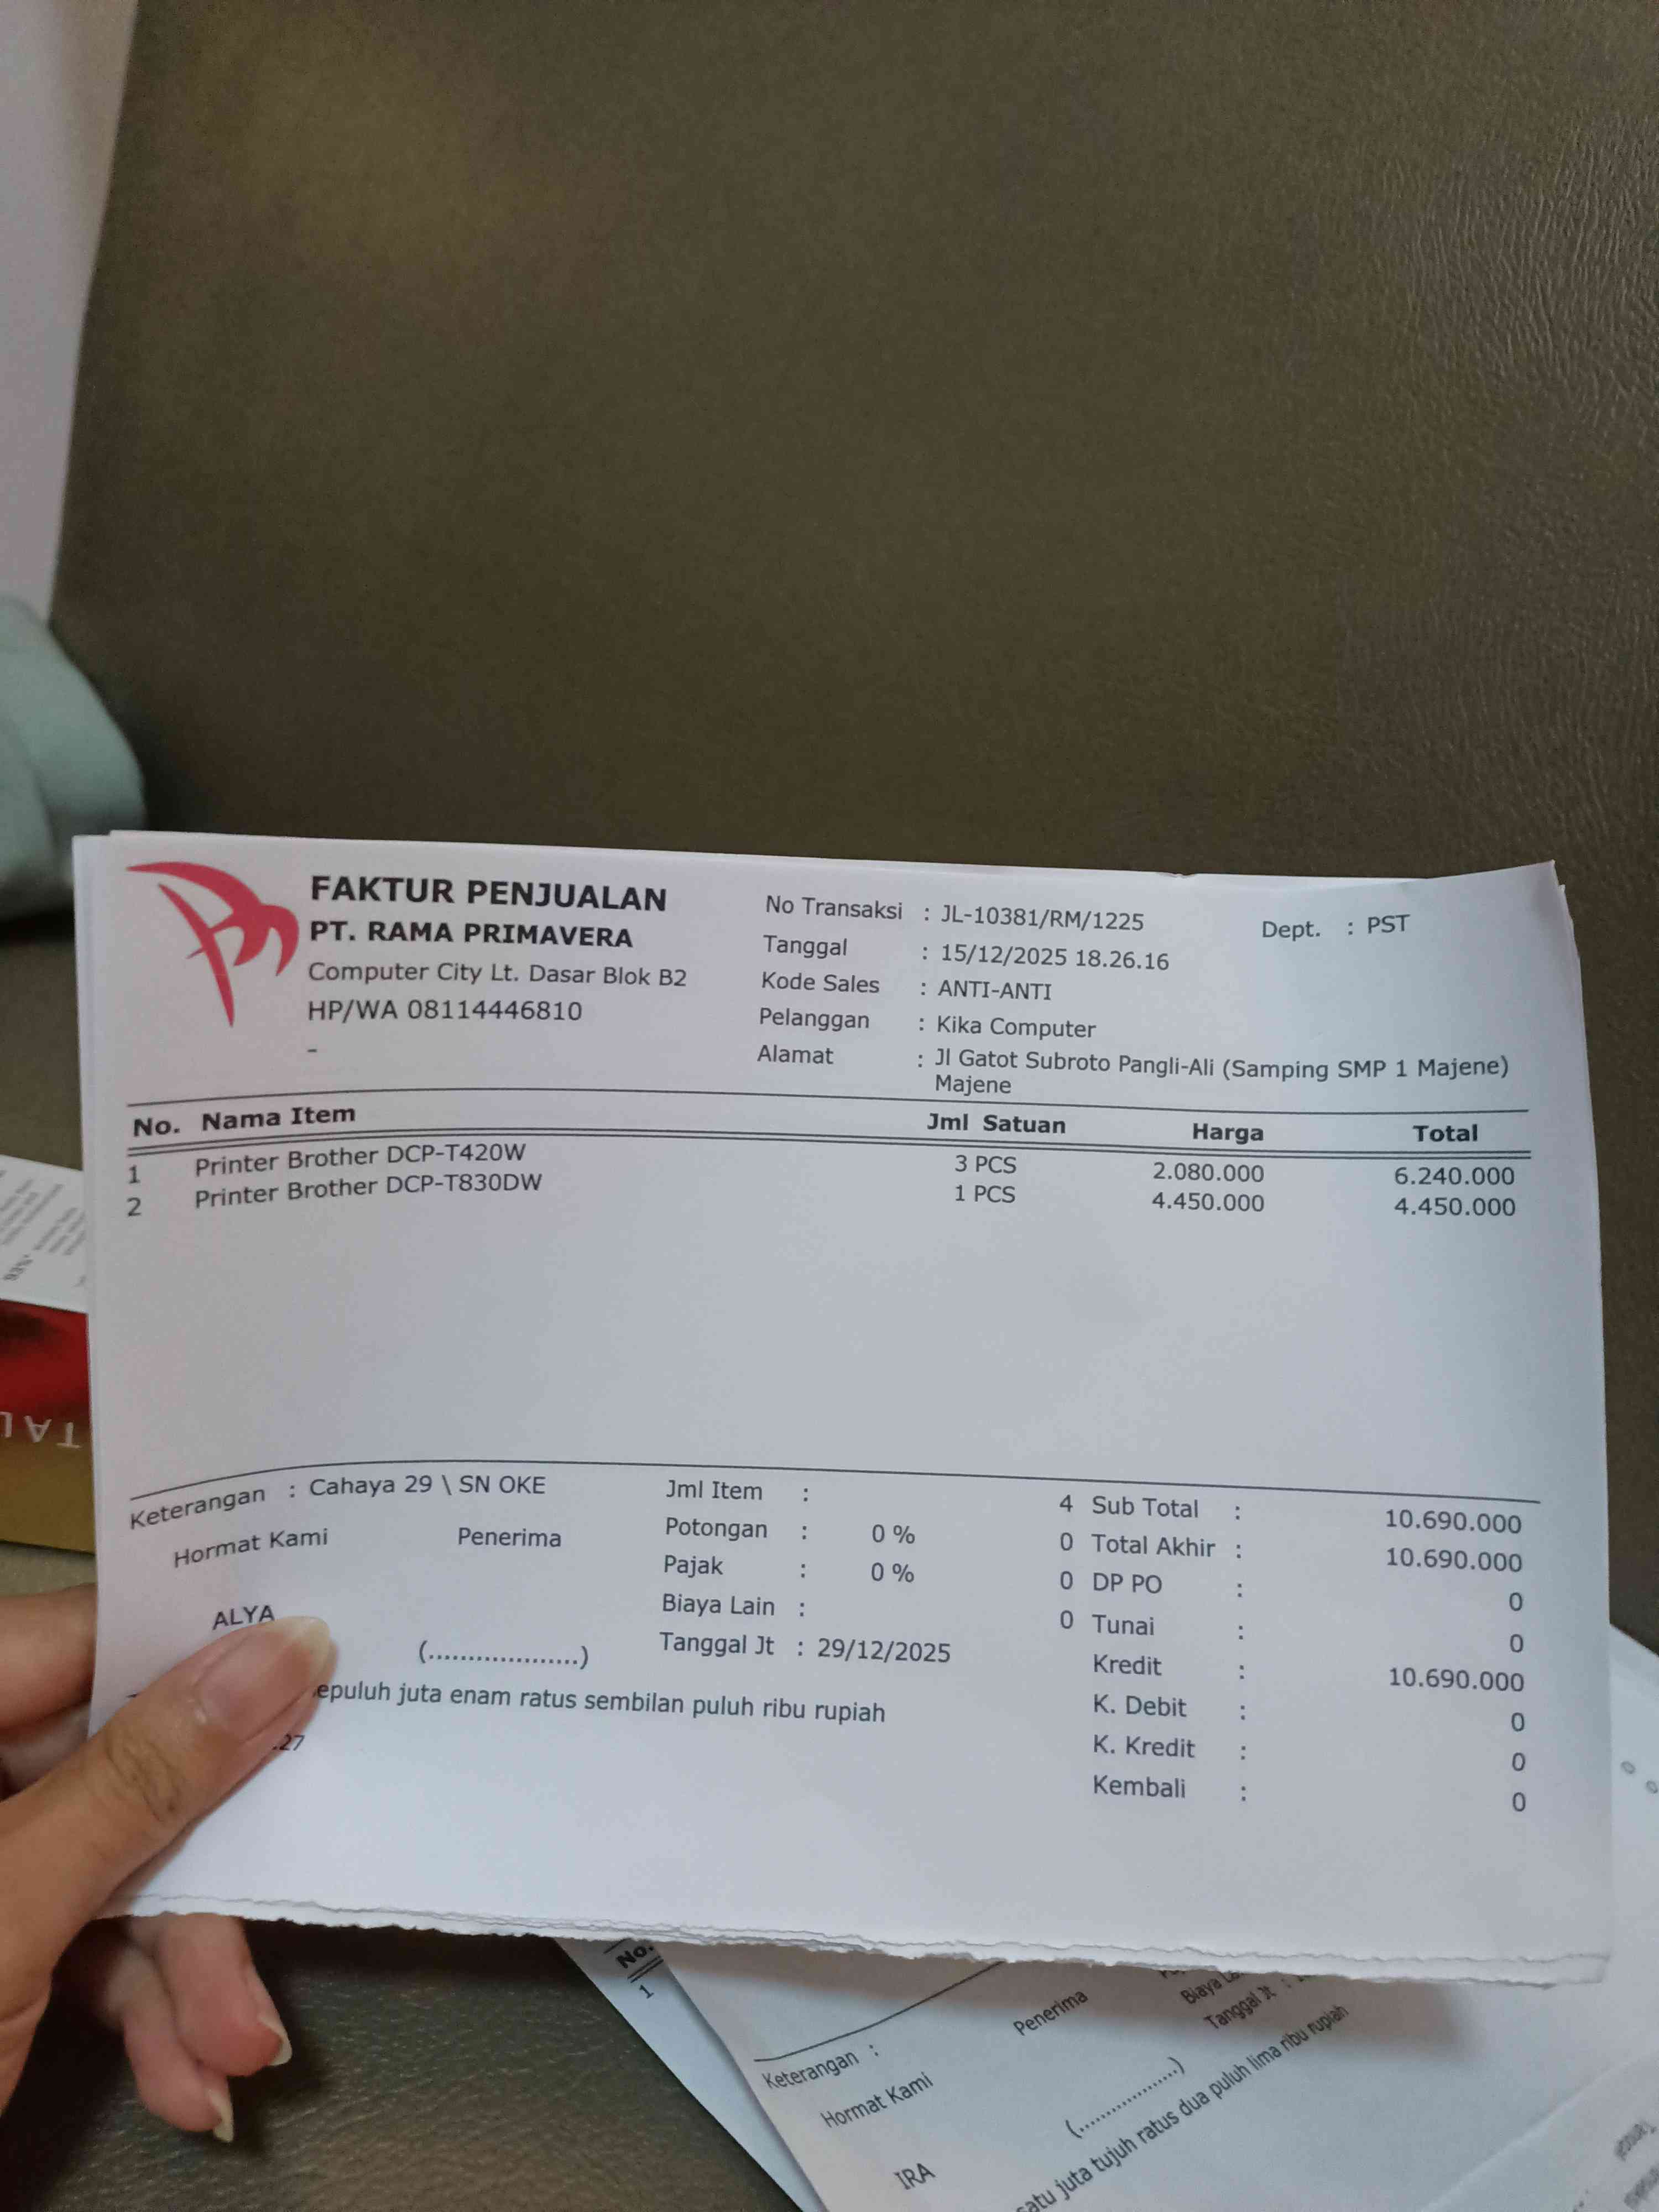 FAKTUR PENJUALAN
PT. RAMA PRIMAVERA
Computer City Lt. Dasar Blok B2
HP/WA 08114446810
-
No Transaksi : JL-10381/RM/1225
Dept. : PST
Tanggal : 15/12/2025 18.26.16
Kode Sales : ANTI-ANTI
Pelanggan : Kika Computer
Alamat : Jl Gatot Subroto Pangli-Ali (Samping SMP 1 Majene)
Majene
No. Nama Item Jml Satuan Harga Total
1 Printer Brother DCP-T420W 3 PCS 2.080.000 6.240.000
2 Printer Brother DCP-T830DW 1 PCS 4.450.000 4.450.000
Keterangan : Cahaya 29 \ SN OKE
Hormat Kami Penerima
ALYA
(...................)
Jml Item : 4
Potongan : 0 % 0
Pajak : 0 % 0
Biaya Lain : 0
Tanggal Jt : 29/12/2025
Sub Total : 10.690.000
Total Akhir : 10.690.000
DP PO : 0
Tunai : 0
Kredit : 10.690.000
K. Debit : 0
K. Kredit : 0
Kembali : 0
epuluh juta enam ratus sembilan puluh ribu rupiah
.27
TAL
No.
1
Keterangan :
Hormat Kami
Penerima
Tanggal Jt :
(...................)
IRA
satu juta tujuh ratus dua puluh lima ribu rupiah